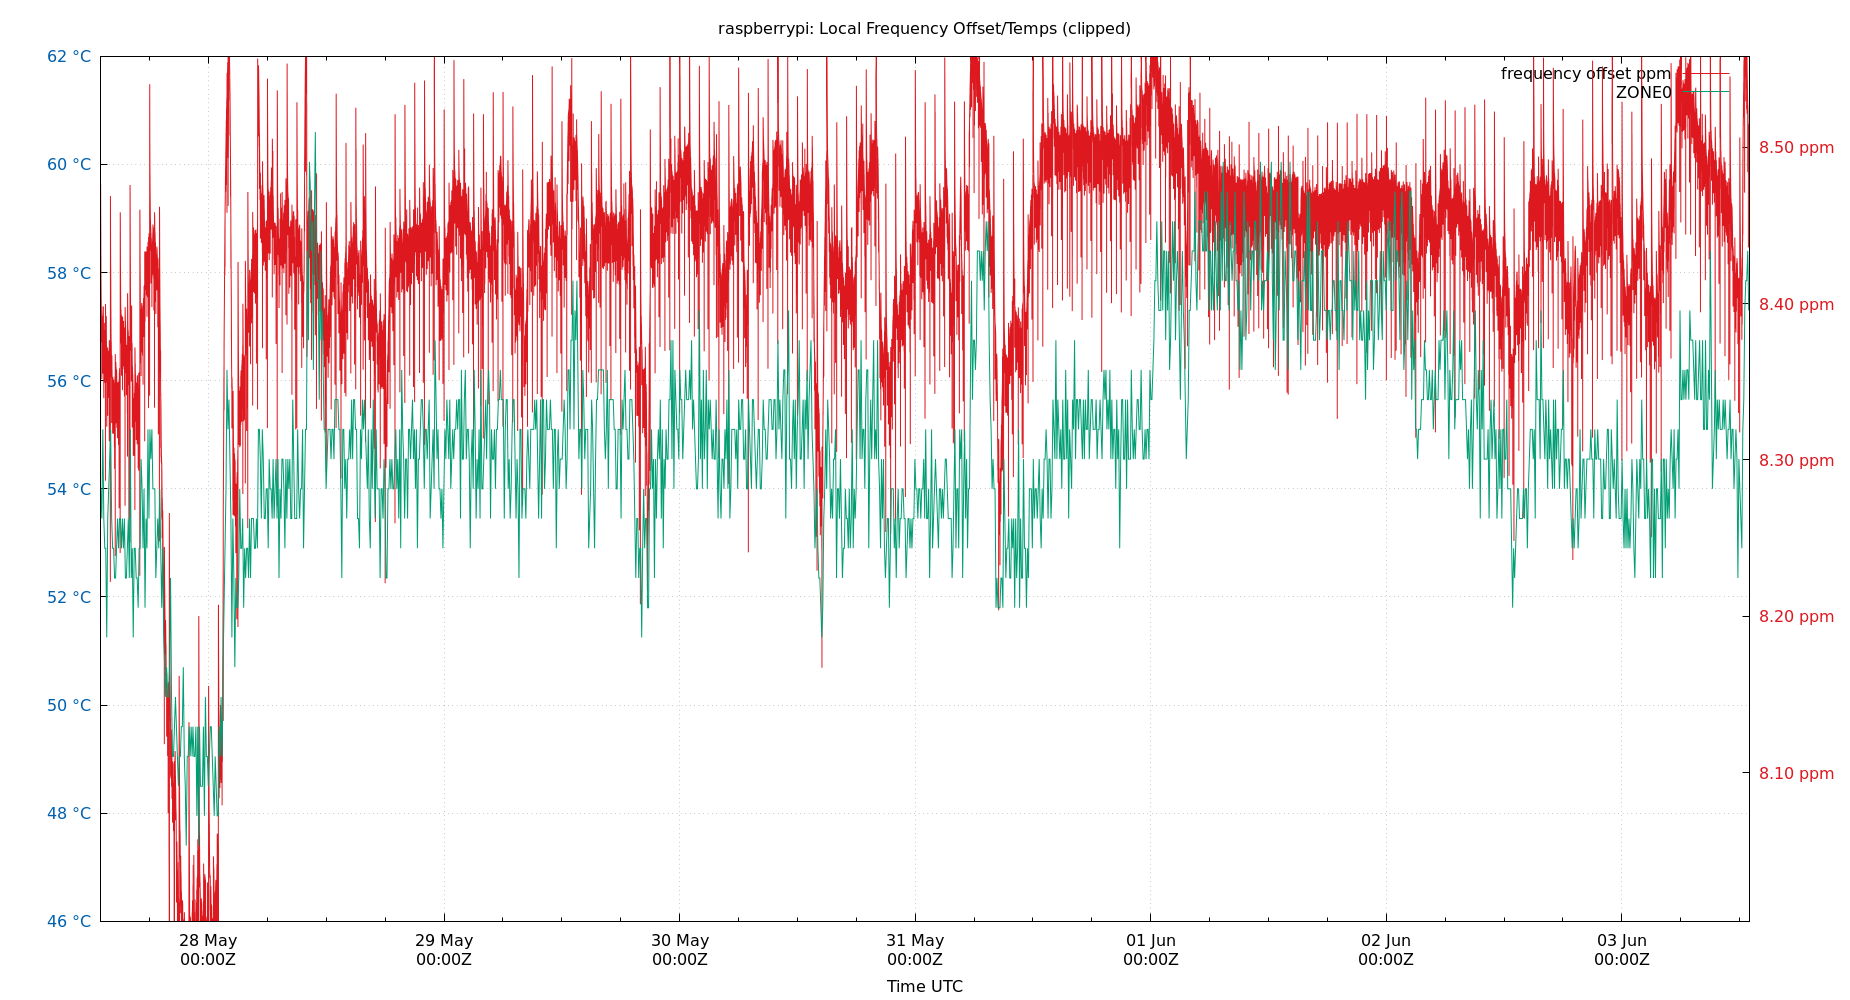 raspberrypi: Local Frequency Offset/Temps (clipped)
62 °C
60 °C
58 °C
56 °C
54 °C
52 °C
50 °C
48 °C
46 °C
frequency offset ppm
ZONE0
8.50 ppm
8.40 ppm
8.30 ppm
8.20 ppm
8.10 ppm
28 May
00:00Z
29 May
00:00Z
30 May
00:00Z
31 May
00:00Z
01 Jun
00:00Z
02 Jun
00:00Z
03 Jun
00:00Z
Time UTC